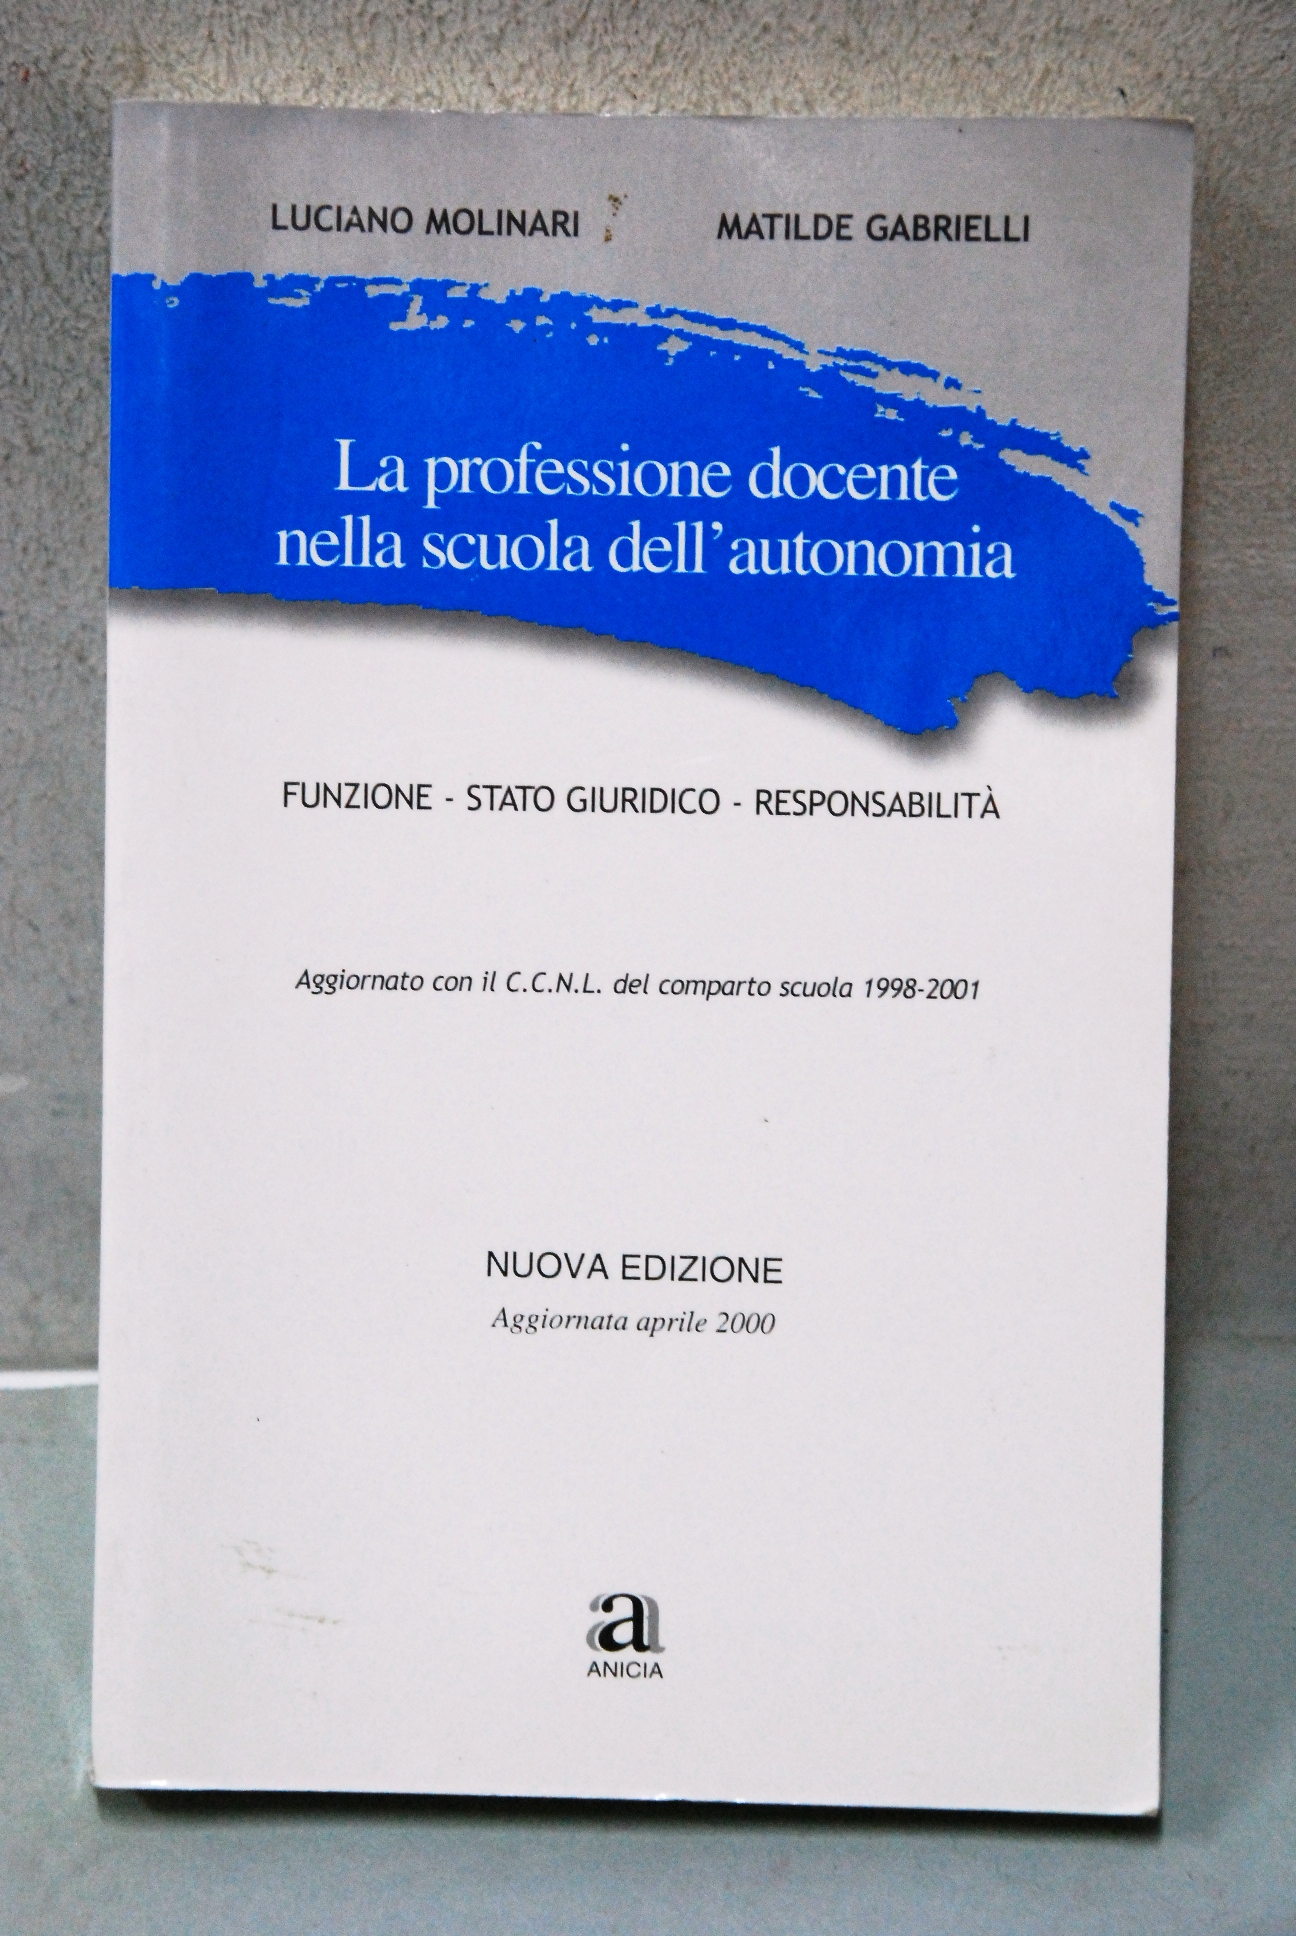 LUCIANO MOLINARI MATILDE GABRIELLI
La professione docente
nella scuola dell'autonomia
FUNZIONE - STATO GIURIDICO - RESPONSABILITÀ
Aggiornato con il C.C.N.L. del comparto scuola 1998-2001
NUOVA EDIZIONE
Aggiornata aprile 2000
a
ANICIA